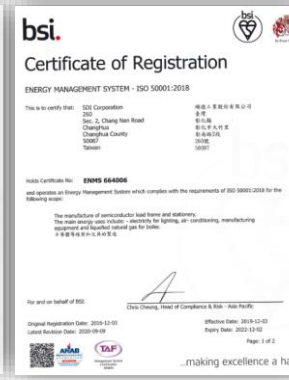 bsi.
bsi
Certificate of Registration
ENERGY MANAGEMENT SYSTEM - ISO 50001:2018
This is to certify that: SDI Corporation
260
Sec. 2, Chang Nan Road
ChangHua
Changhua County
50087
Taiwan
Holds Certificate No: ENMS 664006
and operates an Energy Management System which complies with the requirements of ISO 50001:2018 for the
following scope:
The manufacture of semiconductor lead frame and stationery.
The main energy uses include: - electricity for lighting, air- conditioning, manufacturing
equipment and liquified natural gas for boiler.
For and on behalf of BSI:
Chris Cheung, Head of Compliance & Risk - Asia Pacific
Original Registration Date: 2016-12-03 Effective Date: 2019-12-03
Latest Revision Date: 2020-09-09 Expiry Date: 2022-12-02
Page: 1 of 2
ANAB
TAF
...making excellence a ha